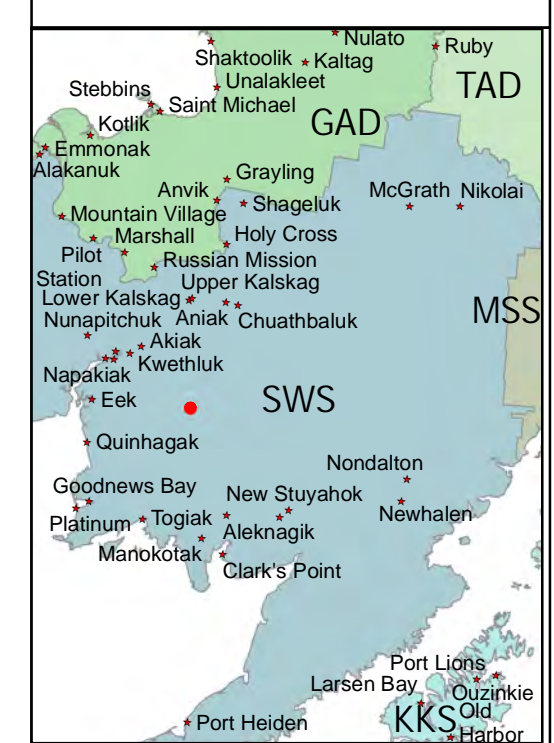 Nulato
Ruby
Shaktoolik
Kaltag
TAD
Unalakleet
Stebbins
Saint Michael
GAD
Kotlik
Emmonak
Alakanuk
Grayling
Anvik
McGrath
Nikolai
Shageluk
Mountain Village
Holy Cross
Marshall
Pilot
Station
Russian Mission
Upper Kalskag
Lower Kalskag
MSS
Nunapitchuk
Aniak
Chuathbaluk
Akiak
Kwethluk
Napakiak
Eek
SWS
Quinhagak
Nondalton
Goodnews Bay
New Stuyahok
Newhalen
Platinum
Togiak
Aleknagik
Manokotak
Clark's Point
Port Lions
Larsen Bay
Ouzinkie
KKS
Old
Harbor
Port Heiden